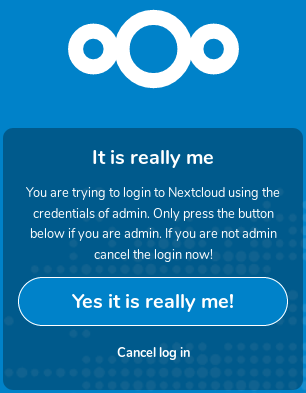 It is really me
You are trying to login to Nextcloud using the
credentials of admin. Only press the button
below if you are admin. If you are not admin
cancel the login now!
Yes it is really me!
Cancel log in